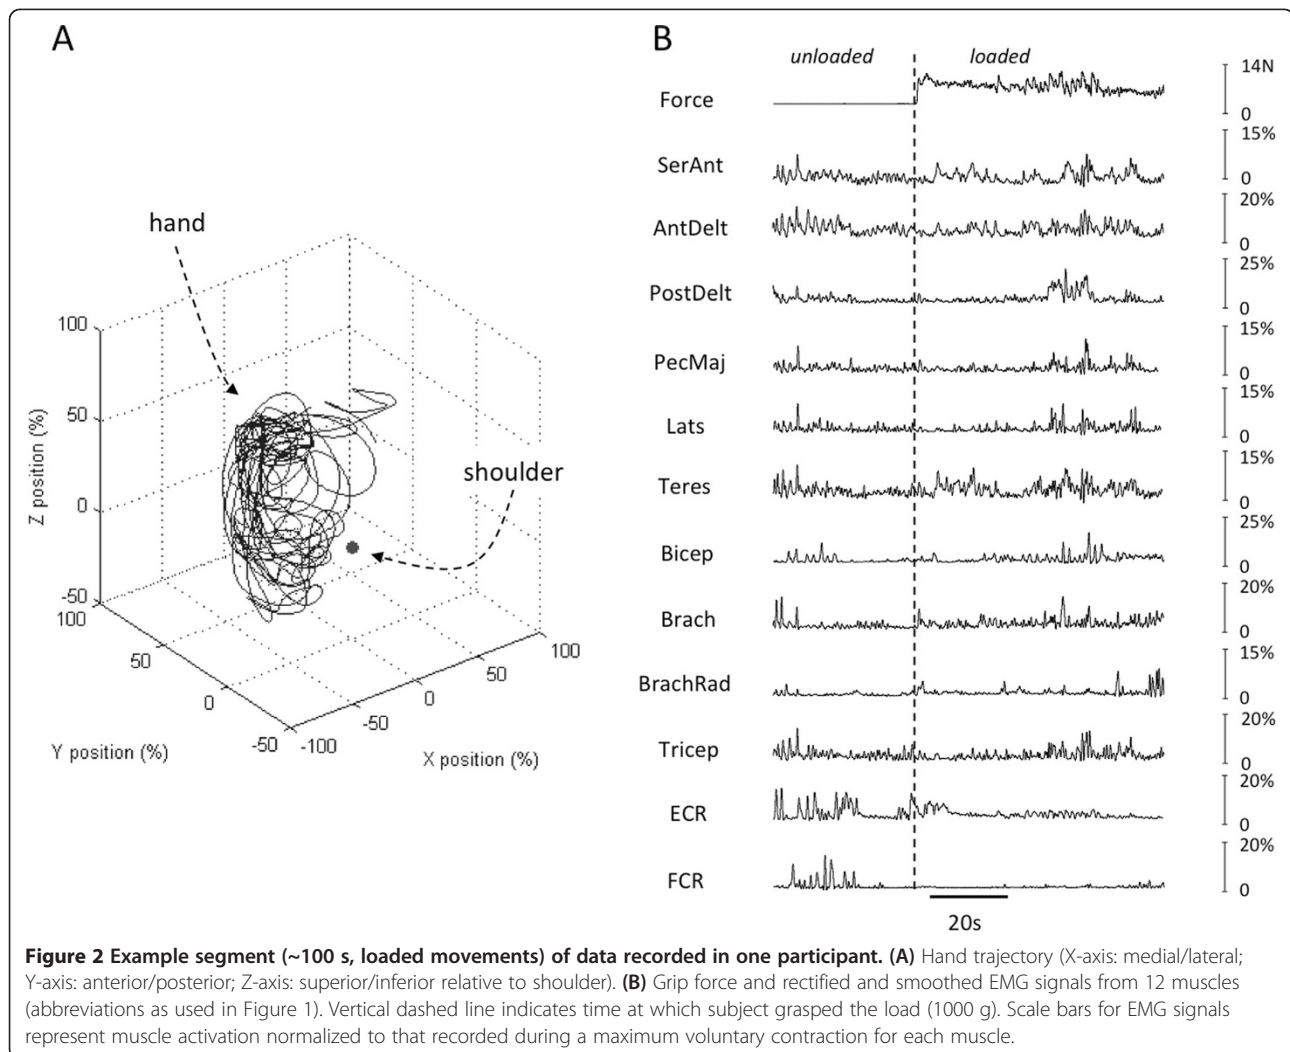 A
B
unloaded
loaded
Force
14N
0
SerAnt
15%
0
AntDelt
20%
0
PostDelt
25%
0
PecMaj
15%
0
Lats
15%
0
Teres
15%
0
Bicep
25%
0
Brach
20%
0
BrachRad
15%
0
Tricep
20%
0
ECR
20%
0
FCR
20%
0
20s
hand
shoulder
100
50
0
-50
Z position (%)
100
50
0
-50
Y position (%)
-100
-50
0
50
100
X position (%)
Figure 2 Example segment (~100 s, loaded movements) of data recorded in one participant. (A) Hand trajectory (X-axis: medial/lateral;
Y-axis: anterior/posterior; Z-axis: superior/inferior relative to shoulder). (B) Grip force and rectified and smoothed EMG signals from 12 muscles
(abbreviations as used in Figure 1). Vertical dashed line indicates time at which subject grasped the load (1000 g). Scale bars for EMG signals
represent muscle activation normalized to that recorded during a maximum voluntary contraction for each muscle.